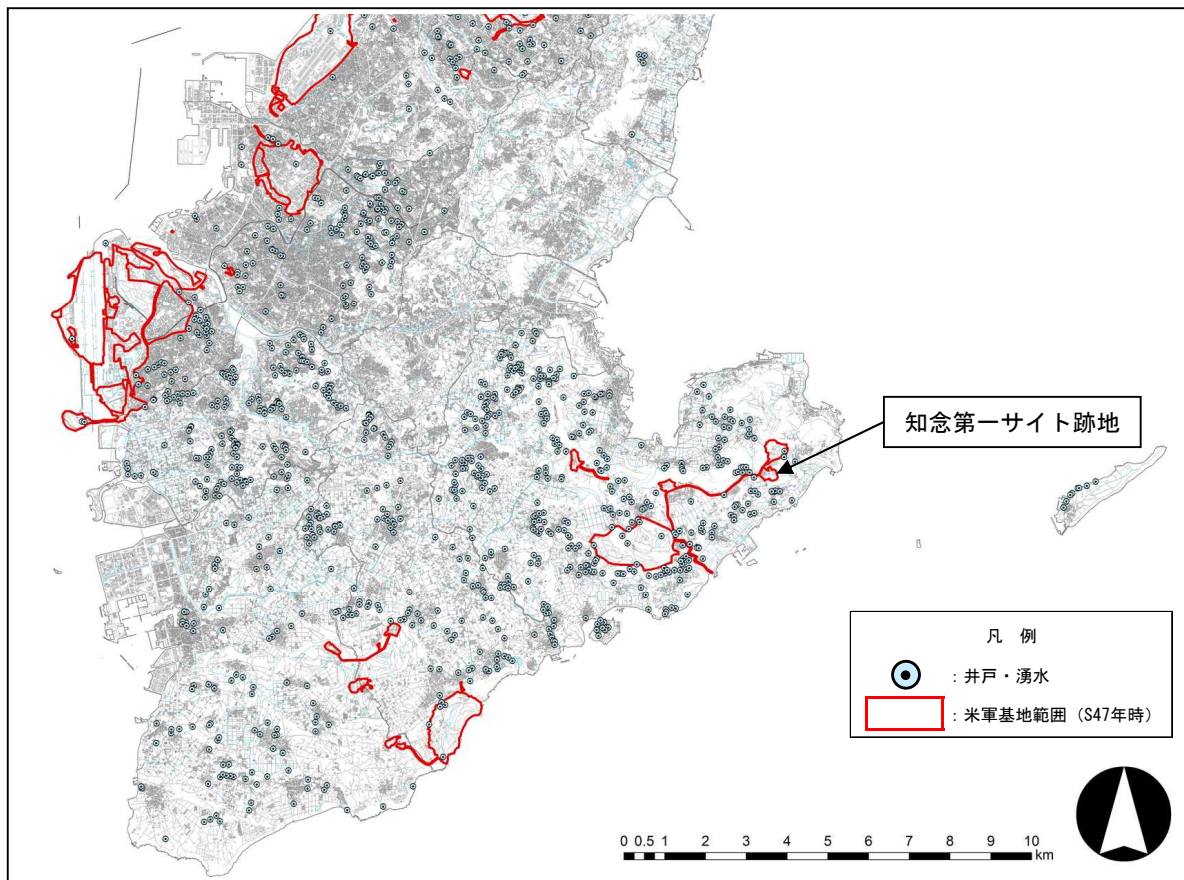 知念第一サイト跡地
凡 例
：井戸・湧水
：米軍基地範囲（S47年時）
0 0.5 1 2 3 4 5 6 7 8 9 10
km